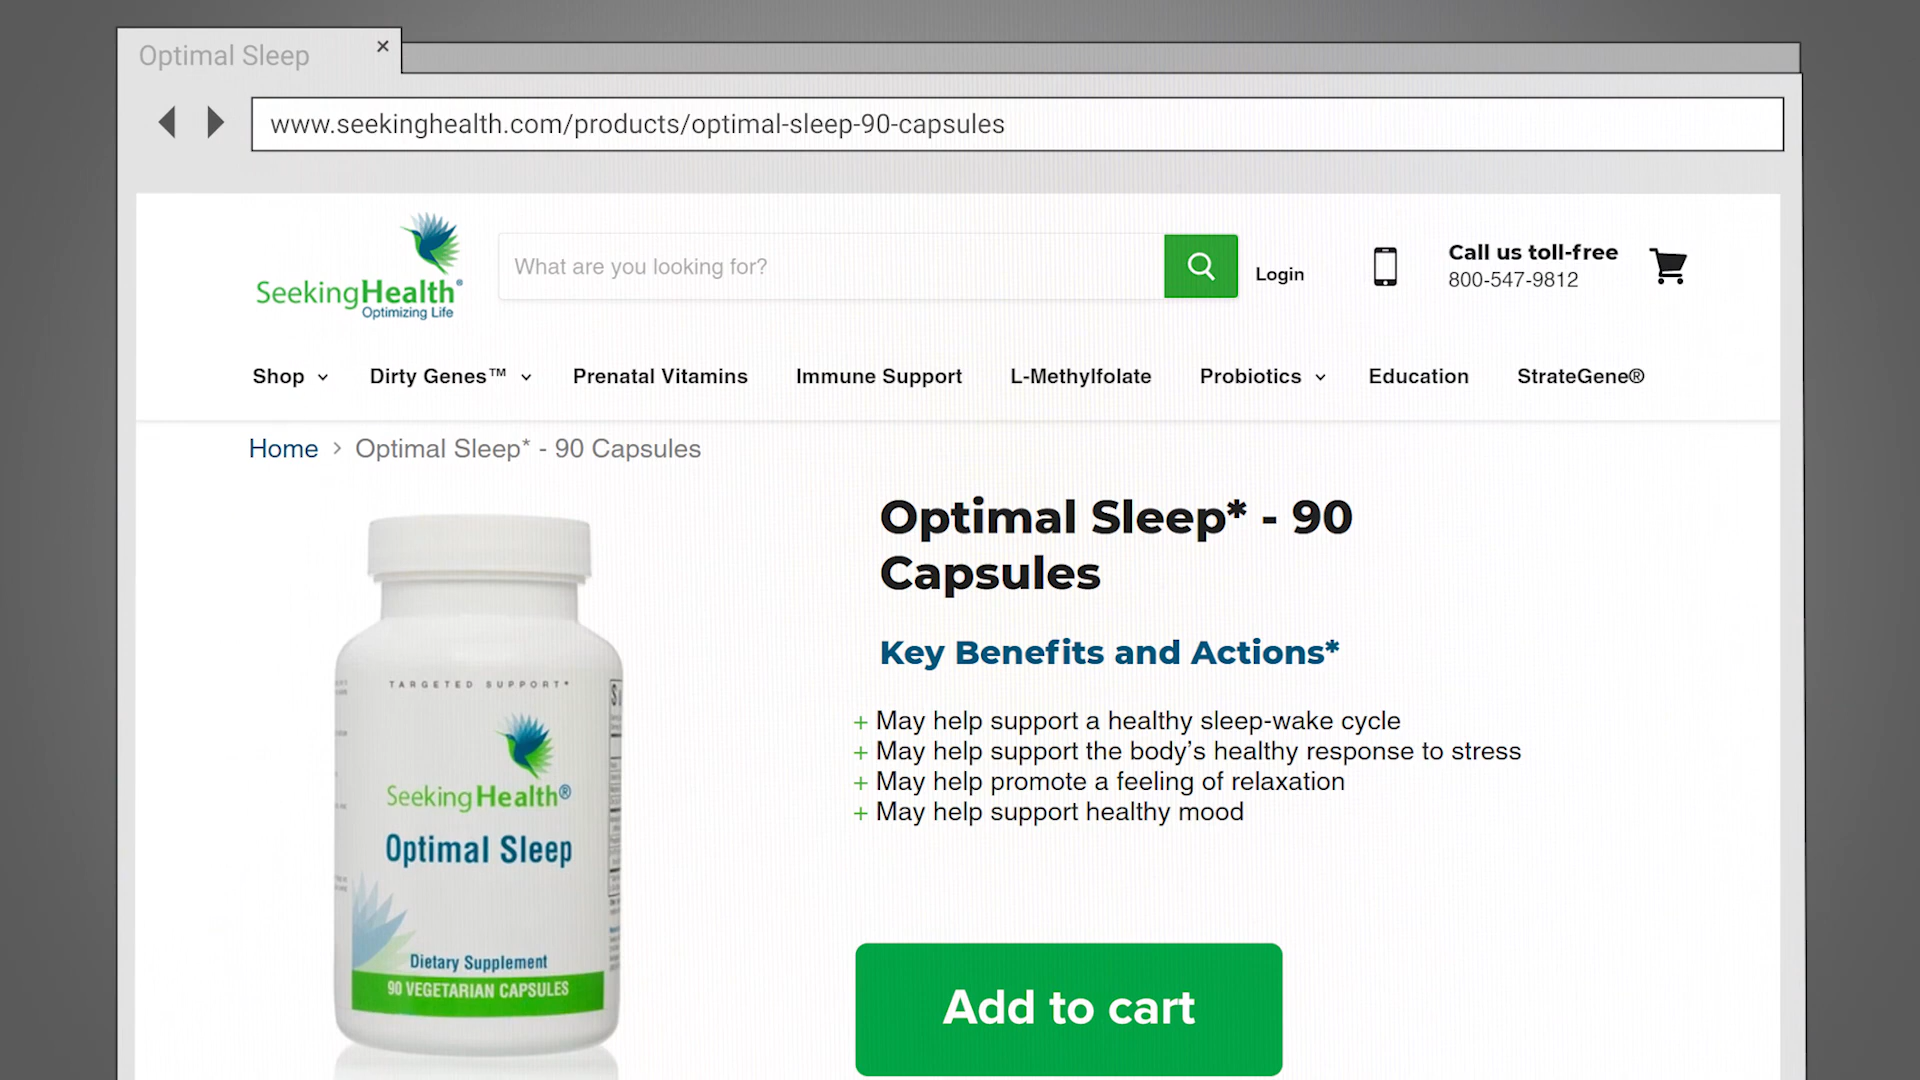 Optimal Sleep ×
www.seekinghealth.com/products/optimal-sleep-90-capsules
SeekingHealth®
Optimizing Life
What are you looking for?
Login
Call us toll-free
800-547-9812
Shop Dirty Genes™ Prenatal Vitamins Immune Support L-Methylfolate Probiotics Education StrateGene®
Home > Optimal Sleep* - 90 Capsules
Optimal Sleep* - 90
Capsules
Key Benefits and Actions*
+ May help support a healthy sleep-wake cycle
+ May help support the body’s healthy response to stress
+ May help promote a feeling of relaxation
+ May help support healthy mood
Add to cart
TARGETED SUPPORT*
SeekingHealth®
Optimal Sleep
Dietary Supplement
90 VEGETARIAN CAPSULES